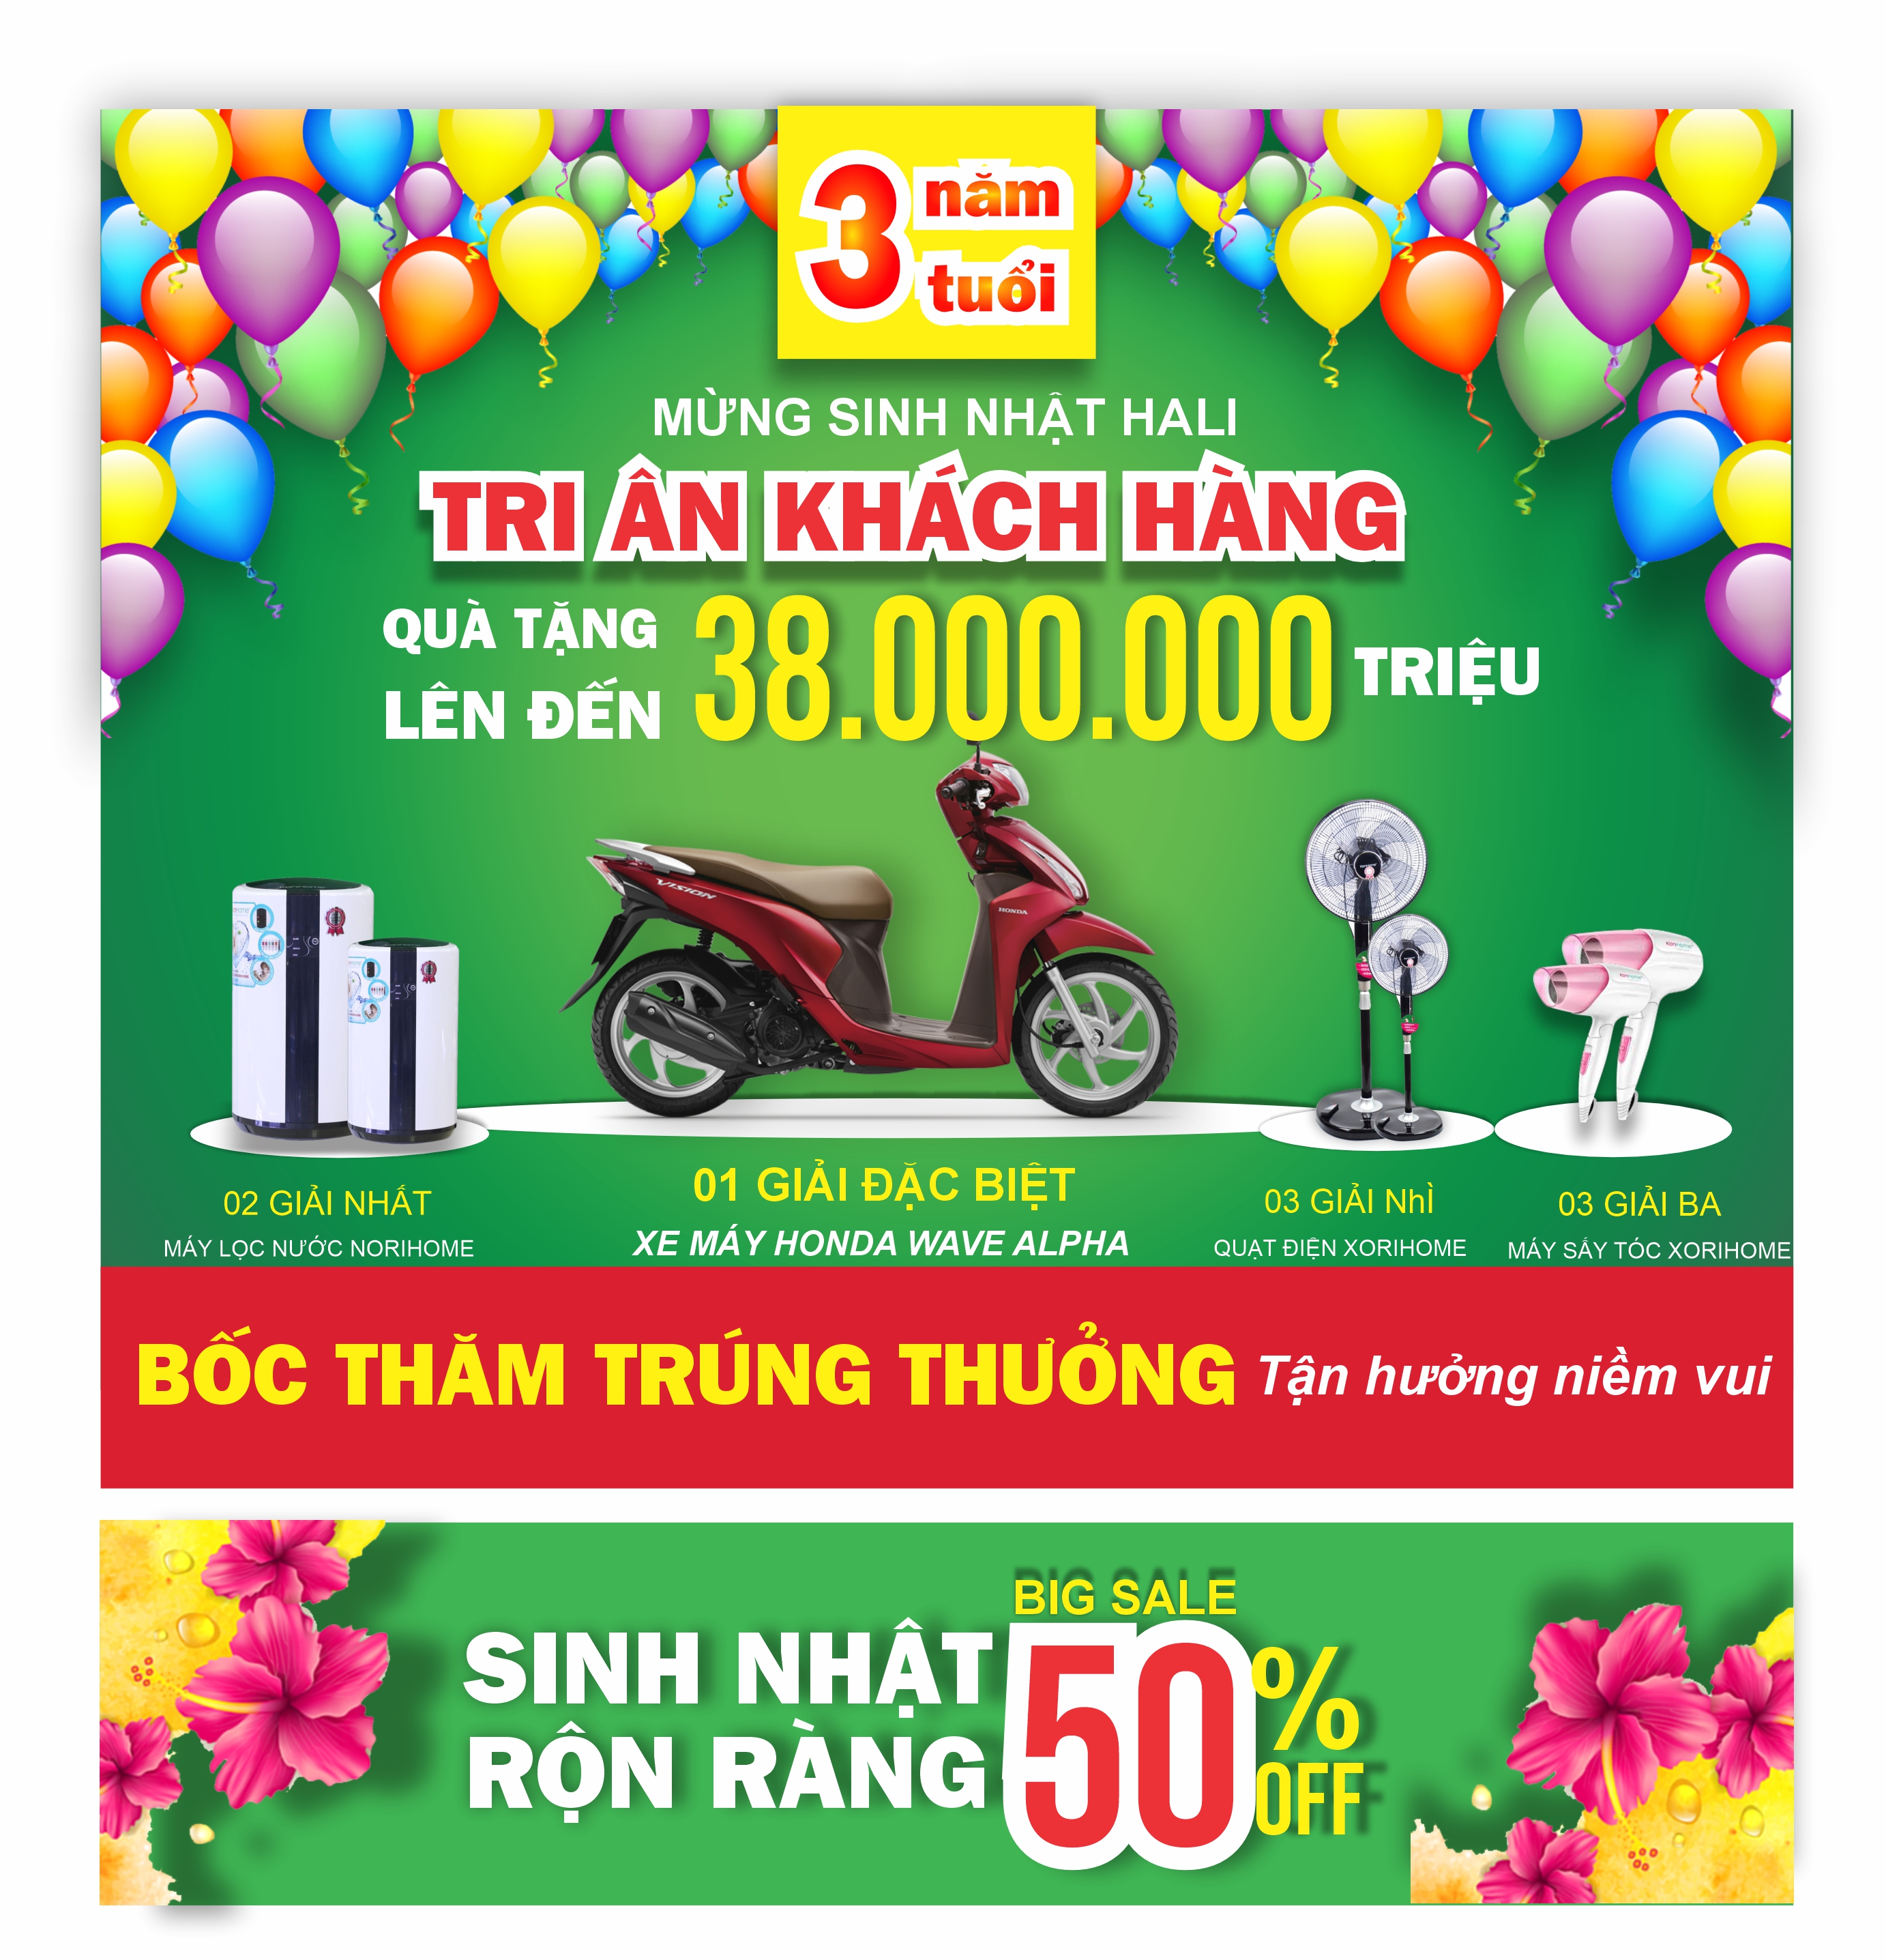 3 năm
tuổi
MỪNG SINH NHẬT HALI
TRI ÂN KHÁCH HÀNG
QUÀ TẶNG
LÊN ĐẾN
38.000.000 TRIỆU
VISION
HONDA
02 GIẢI NHẤT
MÁY LỌC NƯỚC NORIHOME
01 GIẢI ĐẶC BIỆT
XE MÁY HONDA WAVE ALPHA
03 GIẢI NhÌ
QUẠT ĐIỆN XORIHOME
03 GIẢI BA
MÁY SẤY TÓC XORIHOME
BỐC THĂM TRÚNG THƯỞNG Tận hưởng niềm vui
SINH NHẬT
RỘN RÀNG
BIG SALE
50%
OFF